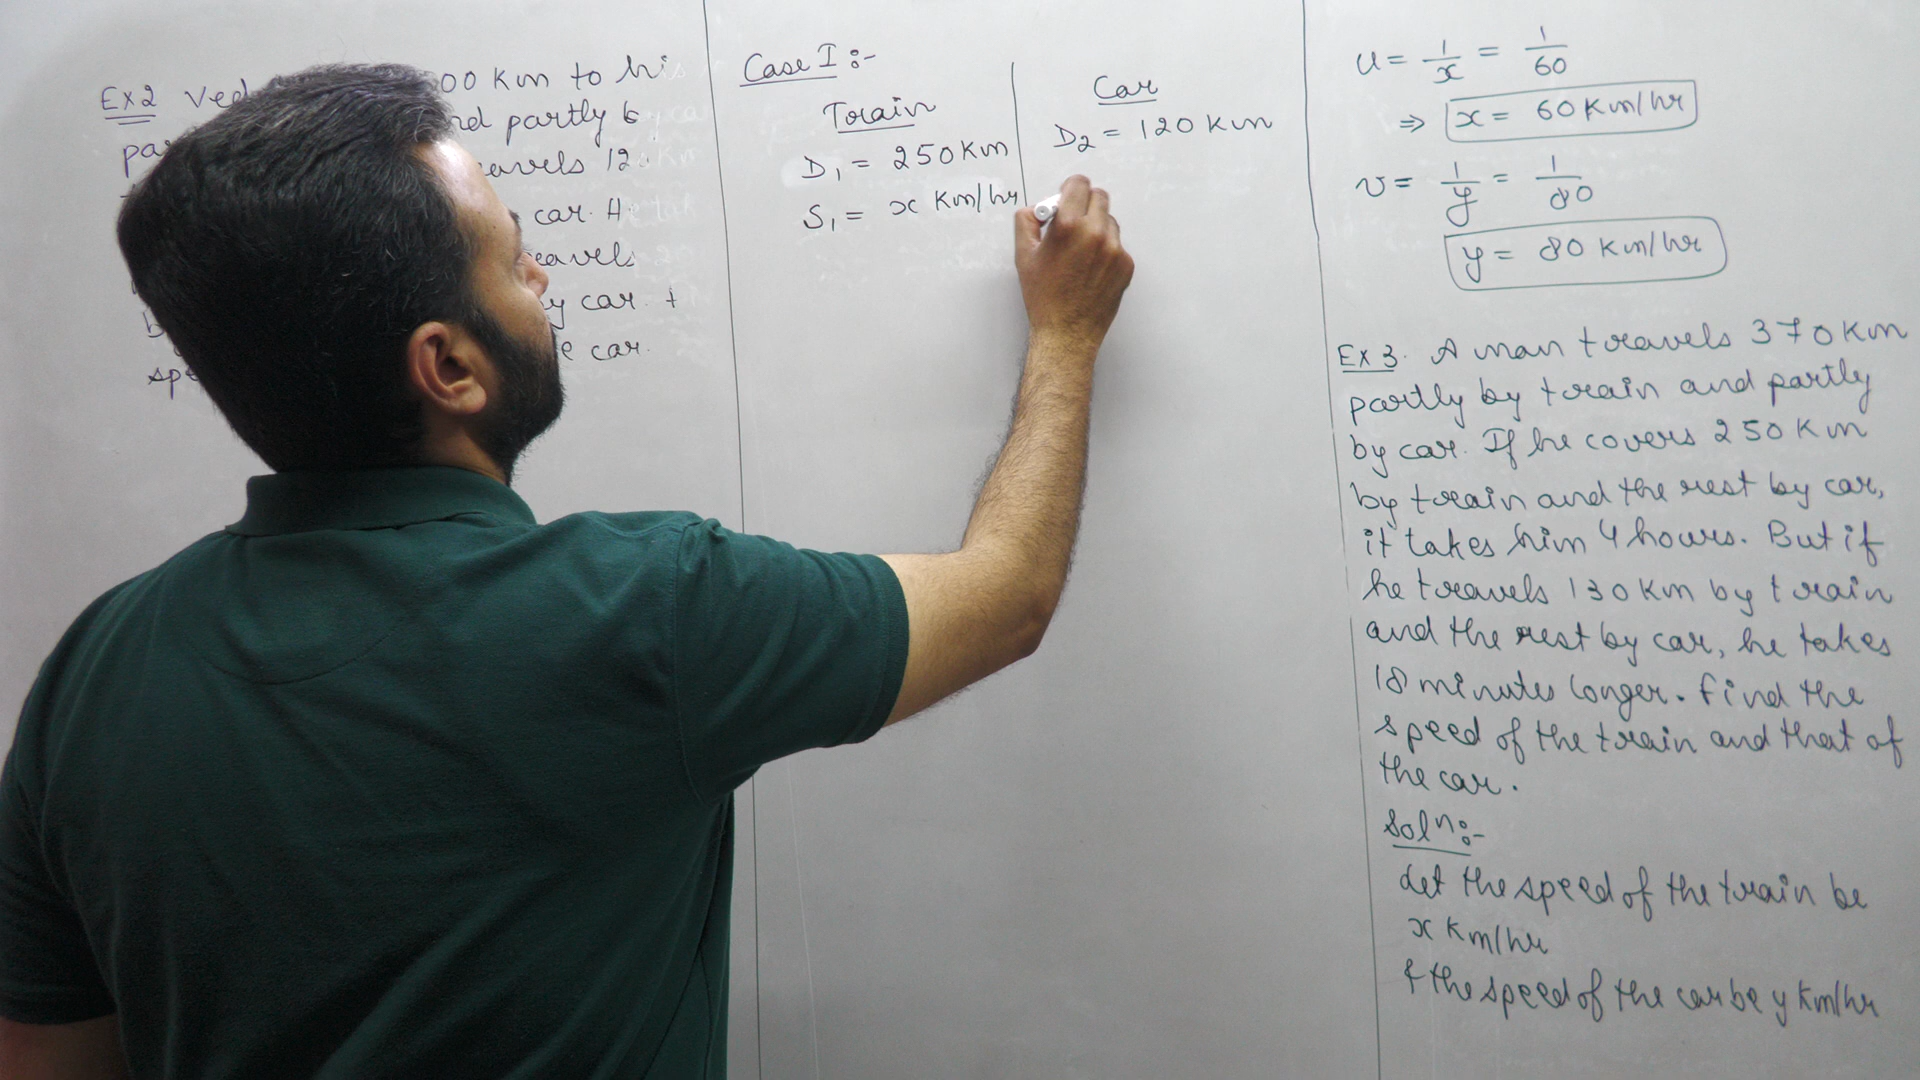 Ex2 Ved 00 Km to his
nd partly
avels 12
car. H
avels
y car
car.
Case I :-
Train
D₁ = 250 Km
S₁ = x Km/hr
Car
D₂ = 120 Km
u = 1/x = 1/60
⇒ x = 60 Km/hr
v = 1/y = 1/80
y = 80 Km/hr
Ex 3. A man travels 370 Km
partly by train and partly
by car. If he covers 250 Km
by train and the rest by car,
it takes him 4 hours. But if
he travels 130 Km by train
and the rest by car, he takes
18 minutes longer. Find the
speed of the train and that of
the car.
Solⁿ:-
Let the speed of the train be
x Km/hr
& the speed of the car be y Km/hr